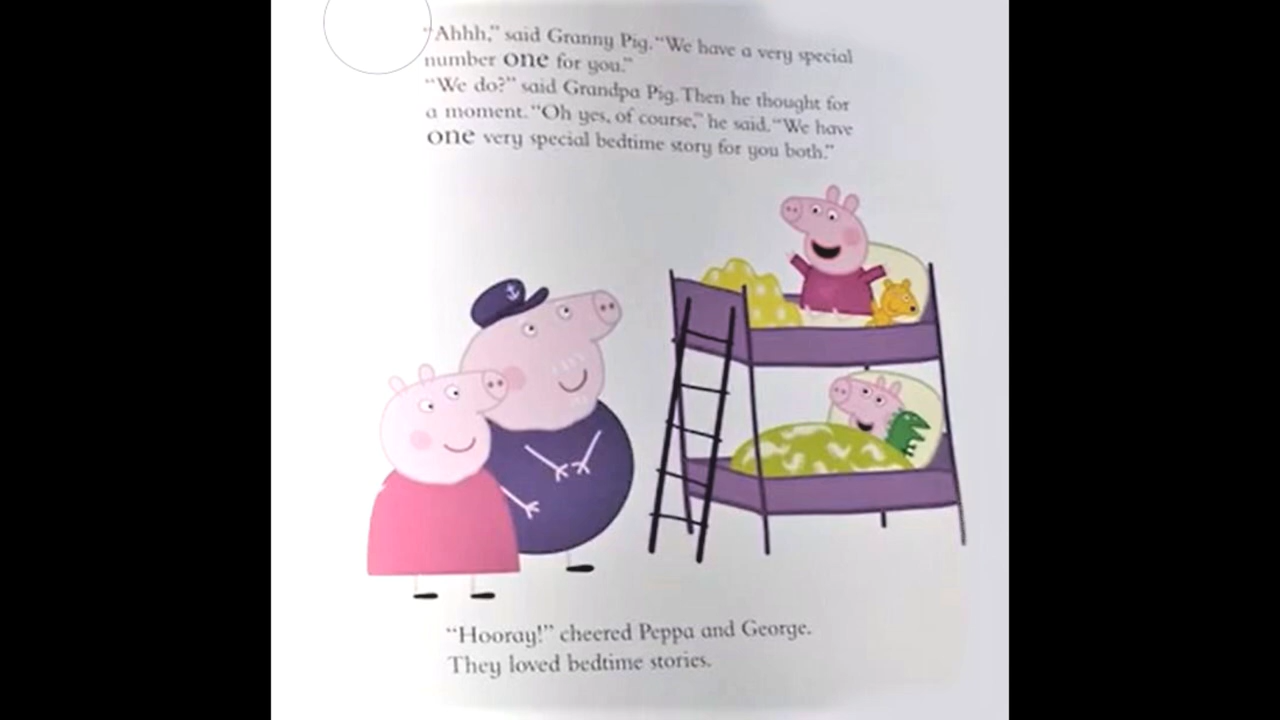 “Ahhh,” said Granny Pig. “We have a very special
number one for you.”
“We do?” said Grandpa Pig. Then he thought for
a moment. “Oh yes, of course,” he said. “We have
one very special bedtime story for you both.”
“Hooray!” cheered Peppa and George.
They loved bedtime stories.